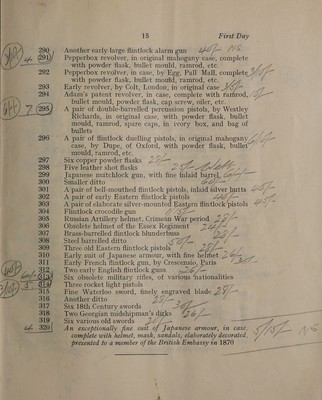 15 First Day
290 Another early large flintlock alarm gun
291 Pepperbox revolver, in original mahogany case, complete
with powder flask, bullet mould, ramrod, etc.
292 Pepperbox revolver, in case, by Egg, Pall Mall, complete
293 Early revolver, by Colt, London, in original case
294 Adam's patent revolver, in case, complete with ramrod,
bullet mould, powder flask, cap screw, oiler, etc.
7. 295 A pair of double-barrelled percussion pistols, by Westley
Richards, in original case, with powder flask, bullet
mould, ramrod, spare caps, in ivory box, and bag of
bullets
296 A pair of flintlock duelling pistols, in original mahogany
case, by Dupe, of Oxford, with powder flask, bullet
mould, ramrod, etc.
297 Six copper powder flasks
298 Five leather shot flasks
299 Japanese matchlock gun, with fine inlaid barrel
300 Smaller ditto
301 A pair of bell-mouthed flintlock pistols, inlaid silver butts
302 A pair of early Eastern flintlock pistols
303 A pair of elaborate silver-mounted Eastern flintlock pistols
304 Flintlock crocodile gun
305 Russian Artillery helmet, Crimean War period
306 Obsolete helmet of the Essex Regiment
307 Brass-barrelled flintlock blunderbuss
308 Steel barrelled ditto
309 Three old Eastern flintlock pistols
310 Early suit of Japanese armour, with fine helmet
311 Early French flintlock gun, by Crescensio, Paris
312 Two early English flintlock guns
313 Six obsolete military rifles, of various nationalities
314 Three rocket light pistols
315 Fine Waterloo sword, finely engraved blade
316 Another ditto
317 Six 18th Century swords
318 Two Georgian midshipman's dirks
319 Six various old swords
320 An exceptionally fine suit of Japanese armour, in case,
complete with helmet, mask, sandals, elaborately decorated,
presented to a member of the British Embassy in 1870